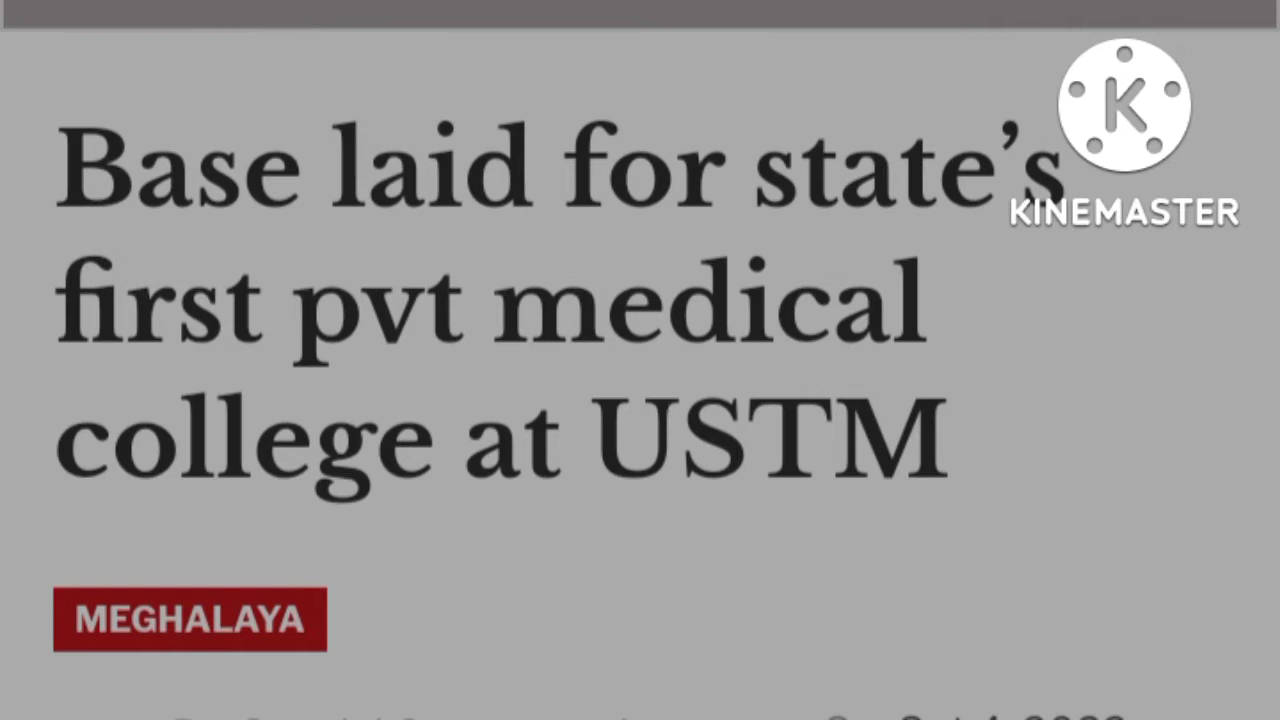 Base laid for state’s
first pvt medical
college at USTM
K
KINEMASTER
MEGHALAYA